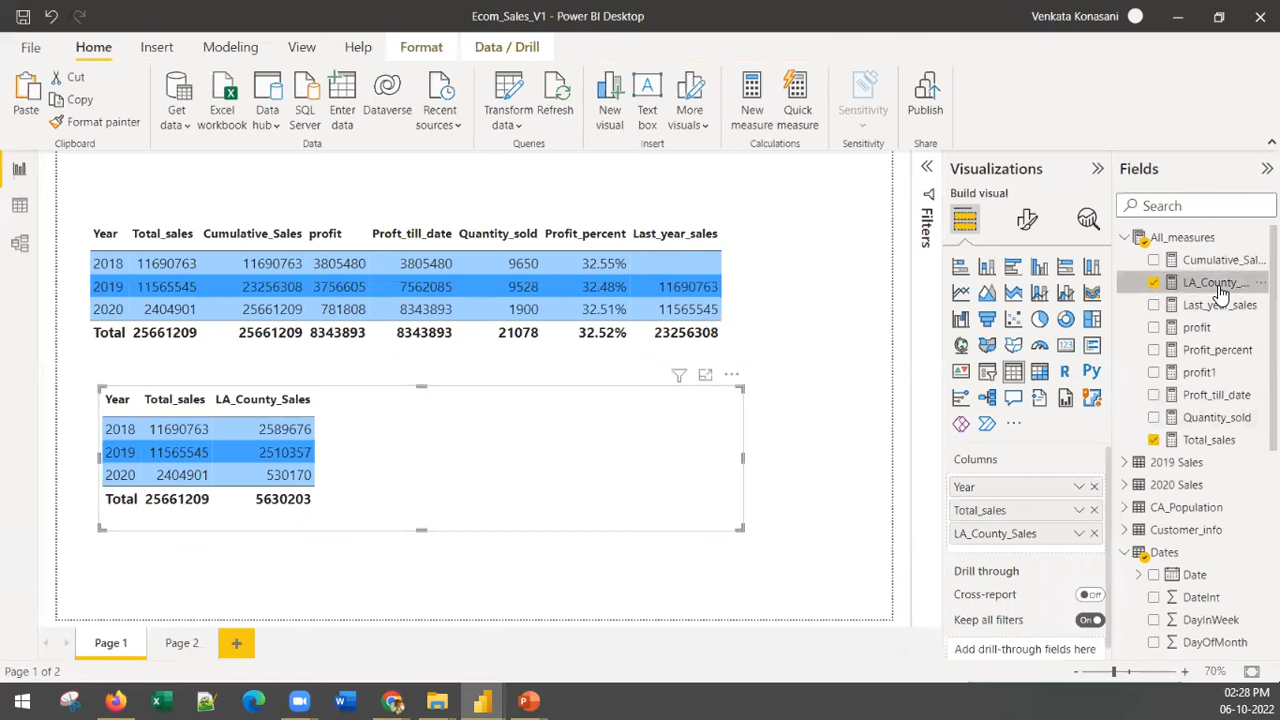 Ecom_Sales_V1 - Power BI Desktop
Venkata Konasani
File Home Insert Modeling View Help Format Data / Drill
Paste
Cut
Copy
Format painter
Clipboard
Get data
Excel workbook
Data hub
SQL Server
Enter data
Dataverse
Recent sources
Data
Transform data
Refresh
Queries
New visual
Text box
More visuals
Insert
New measure
Quick measure
Calculations
Sensitivity
Sensitivity
Publish
Share
Year Total_sales Cumulative_Sales profit Prof_till_date Quantity_sold Profit_percent Last_year_sales
2018 11690763 11690763 3805480 3805480 9650 32.55%
2019 11565545 23256308 3756605 7562085 9528 32.48% 11690763
2020 2404901 25661209 781808 8343893 1900 32.51% 11565545
Total 25661209 25661209 8343893 8343893 21078 32.52% 23256308
Year Total_sales LA_County_Sales
2018 11690763 2589676
2019 11565545 2510357
2020 2404901 530170
Total 25661209 5630203
Filters
Visualizations
Build visual
R Py
123
Columns
Year
Total_sales
LA_County_Sales
Drill through
Cross-report Off
Keep all filters On
Add drill-through fields here
Fields
Search
All_measures
Cumulative_Sal...
LA_County_...
Last_year_sales
profit
Profit_percent
profit1
Proft_till_date
Quantity_sold
Total_sales
2019 Sales
2020 Sales
CA_Population
Customer_info
Dates
Date
DateInt
DayInWeek
DayOfMonth
Page 1 Page 2
Page 1 of 2
- + 70%
02:28 PM
06-10-2022